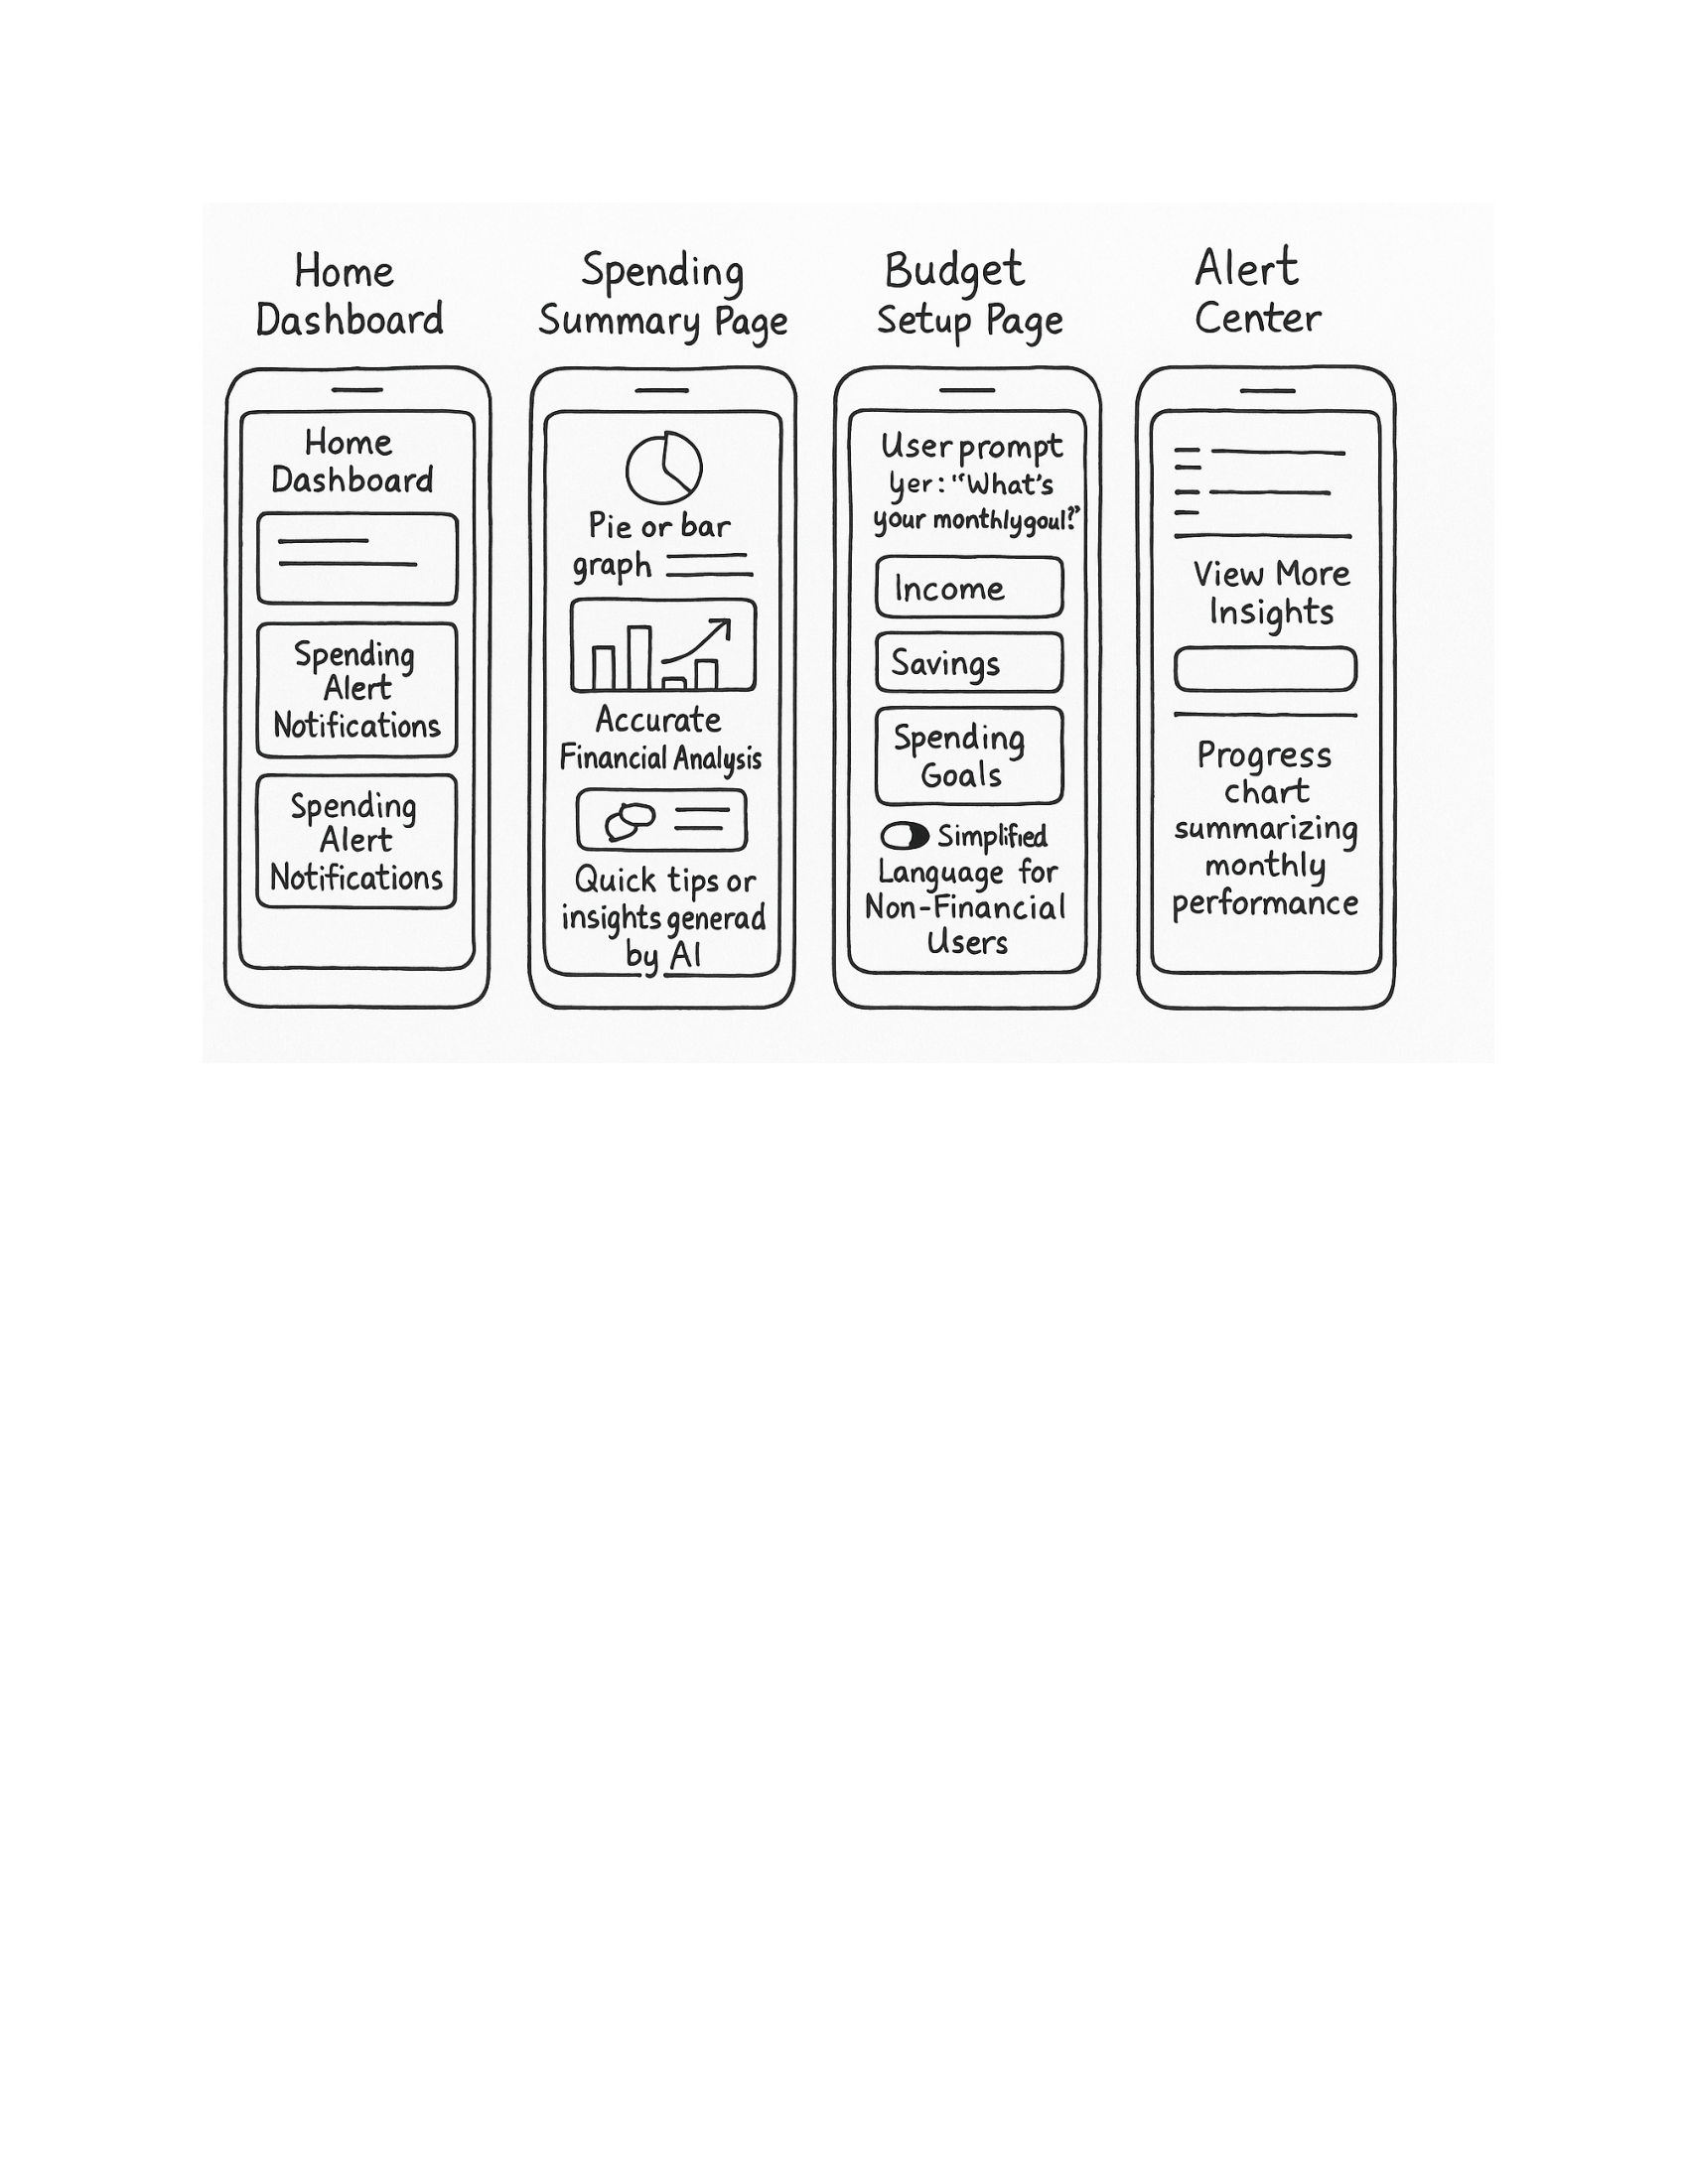 Home
Dashboard
Home
Dashboard
Spending
Alert
Notifications
Spending
Alert
Notifications
Spending
Summary Page
Pie or bar
graph
Accurate
Financial Analysis
Quick tips or
insights generad
by AI
Budget
Setup Page
User prompt
yer: "What's
your monthlygoul?"
Income
Savings
Spending
Goals
Simplified
Language for
Non-Financial
Users
Alert
Center
View More
Insights
Progress
chart
summarizing
monthly
performance